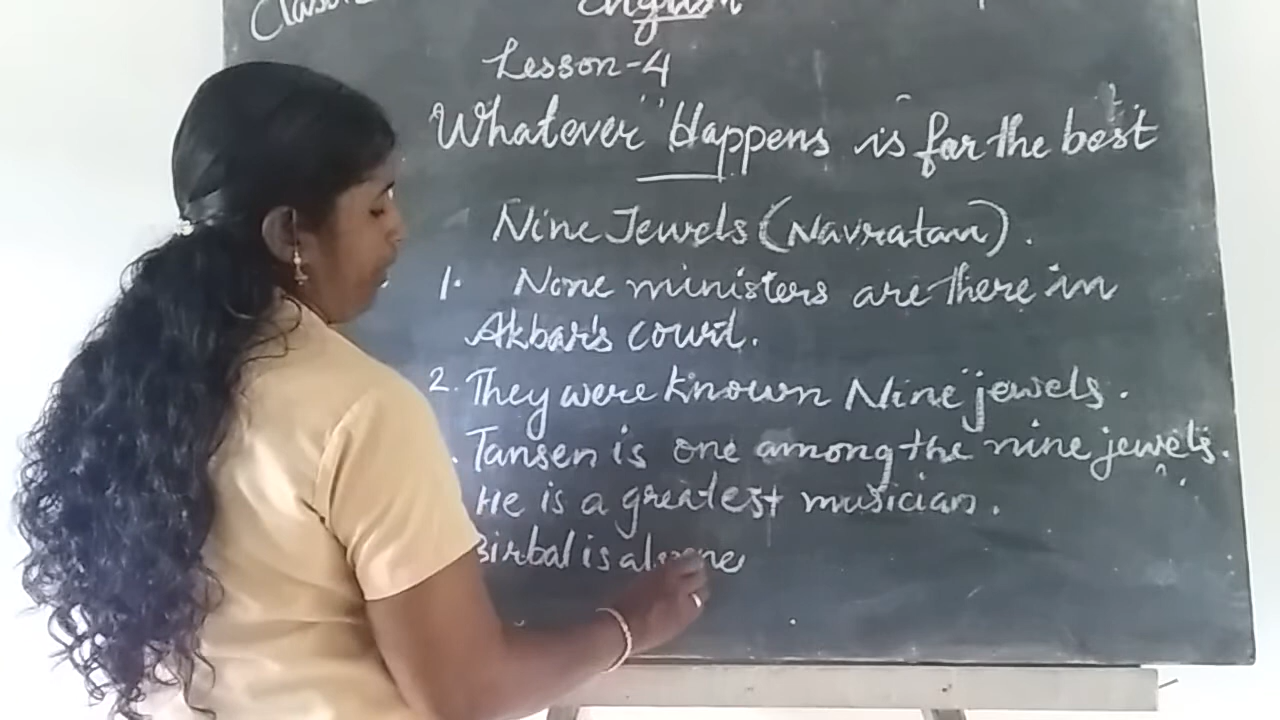 English
Lesson-4
Whatever Happens is for the best
Nine Jewels (Navratan).
1. None ministers are there in
Akbar's court.
2. They were known Nine jewels.
Tansen is one among the nine jewels.
He is a greatest musician.
Birbal is also one